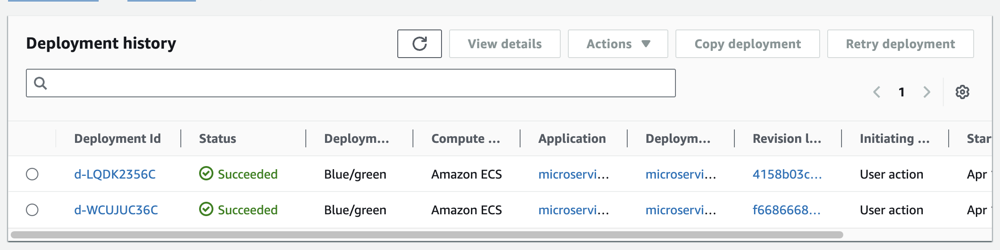 Deployment history
View details
Actions
Copy deployment
Retry deployment
1
Deployment Id Status Deploym... Compute ... Application Deploym... Revision l... Initiating ... Star
d-LQDK2356C Succeeded Blue/green Amazon ECS microservi... microservi... 4158b03c... User action Apr
d-WCUJUC36C Succeeded Blue/green Amazon ECS microservi... microservi... f6686668... User action Apr